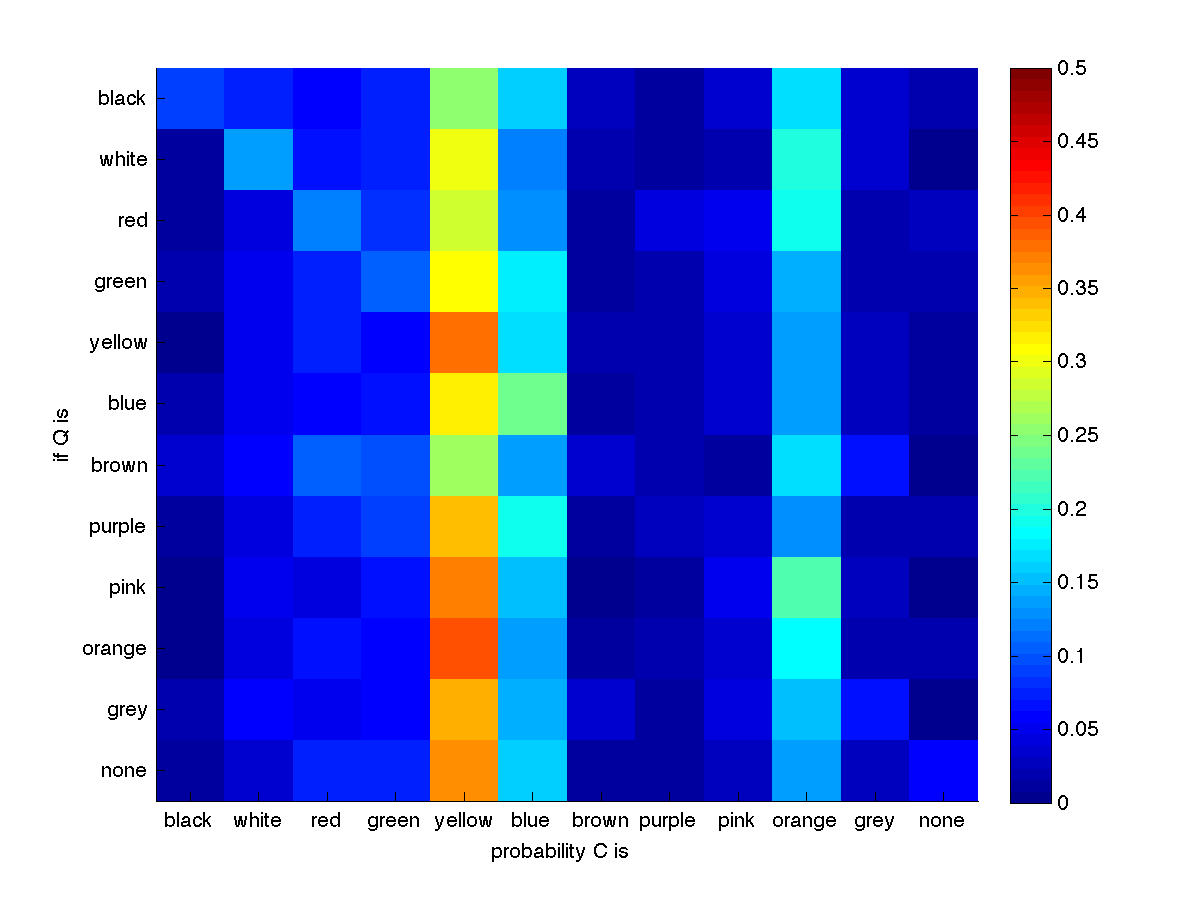 black
white
red
green
yellow
blue
brown
purple
pink
orange
grey
none
if Q is
black white red green yellow blue brown purple pink orange grey none
probability C is
0.5
0.45
0.4
0.35
0.3
0.25
0.2
0.15
0.1
0.05
0